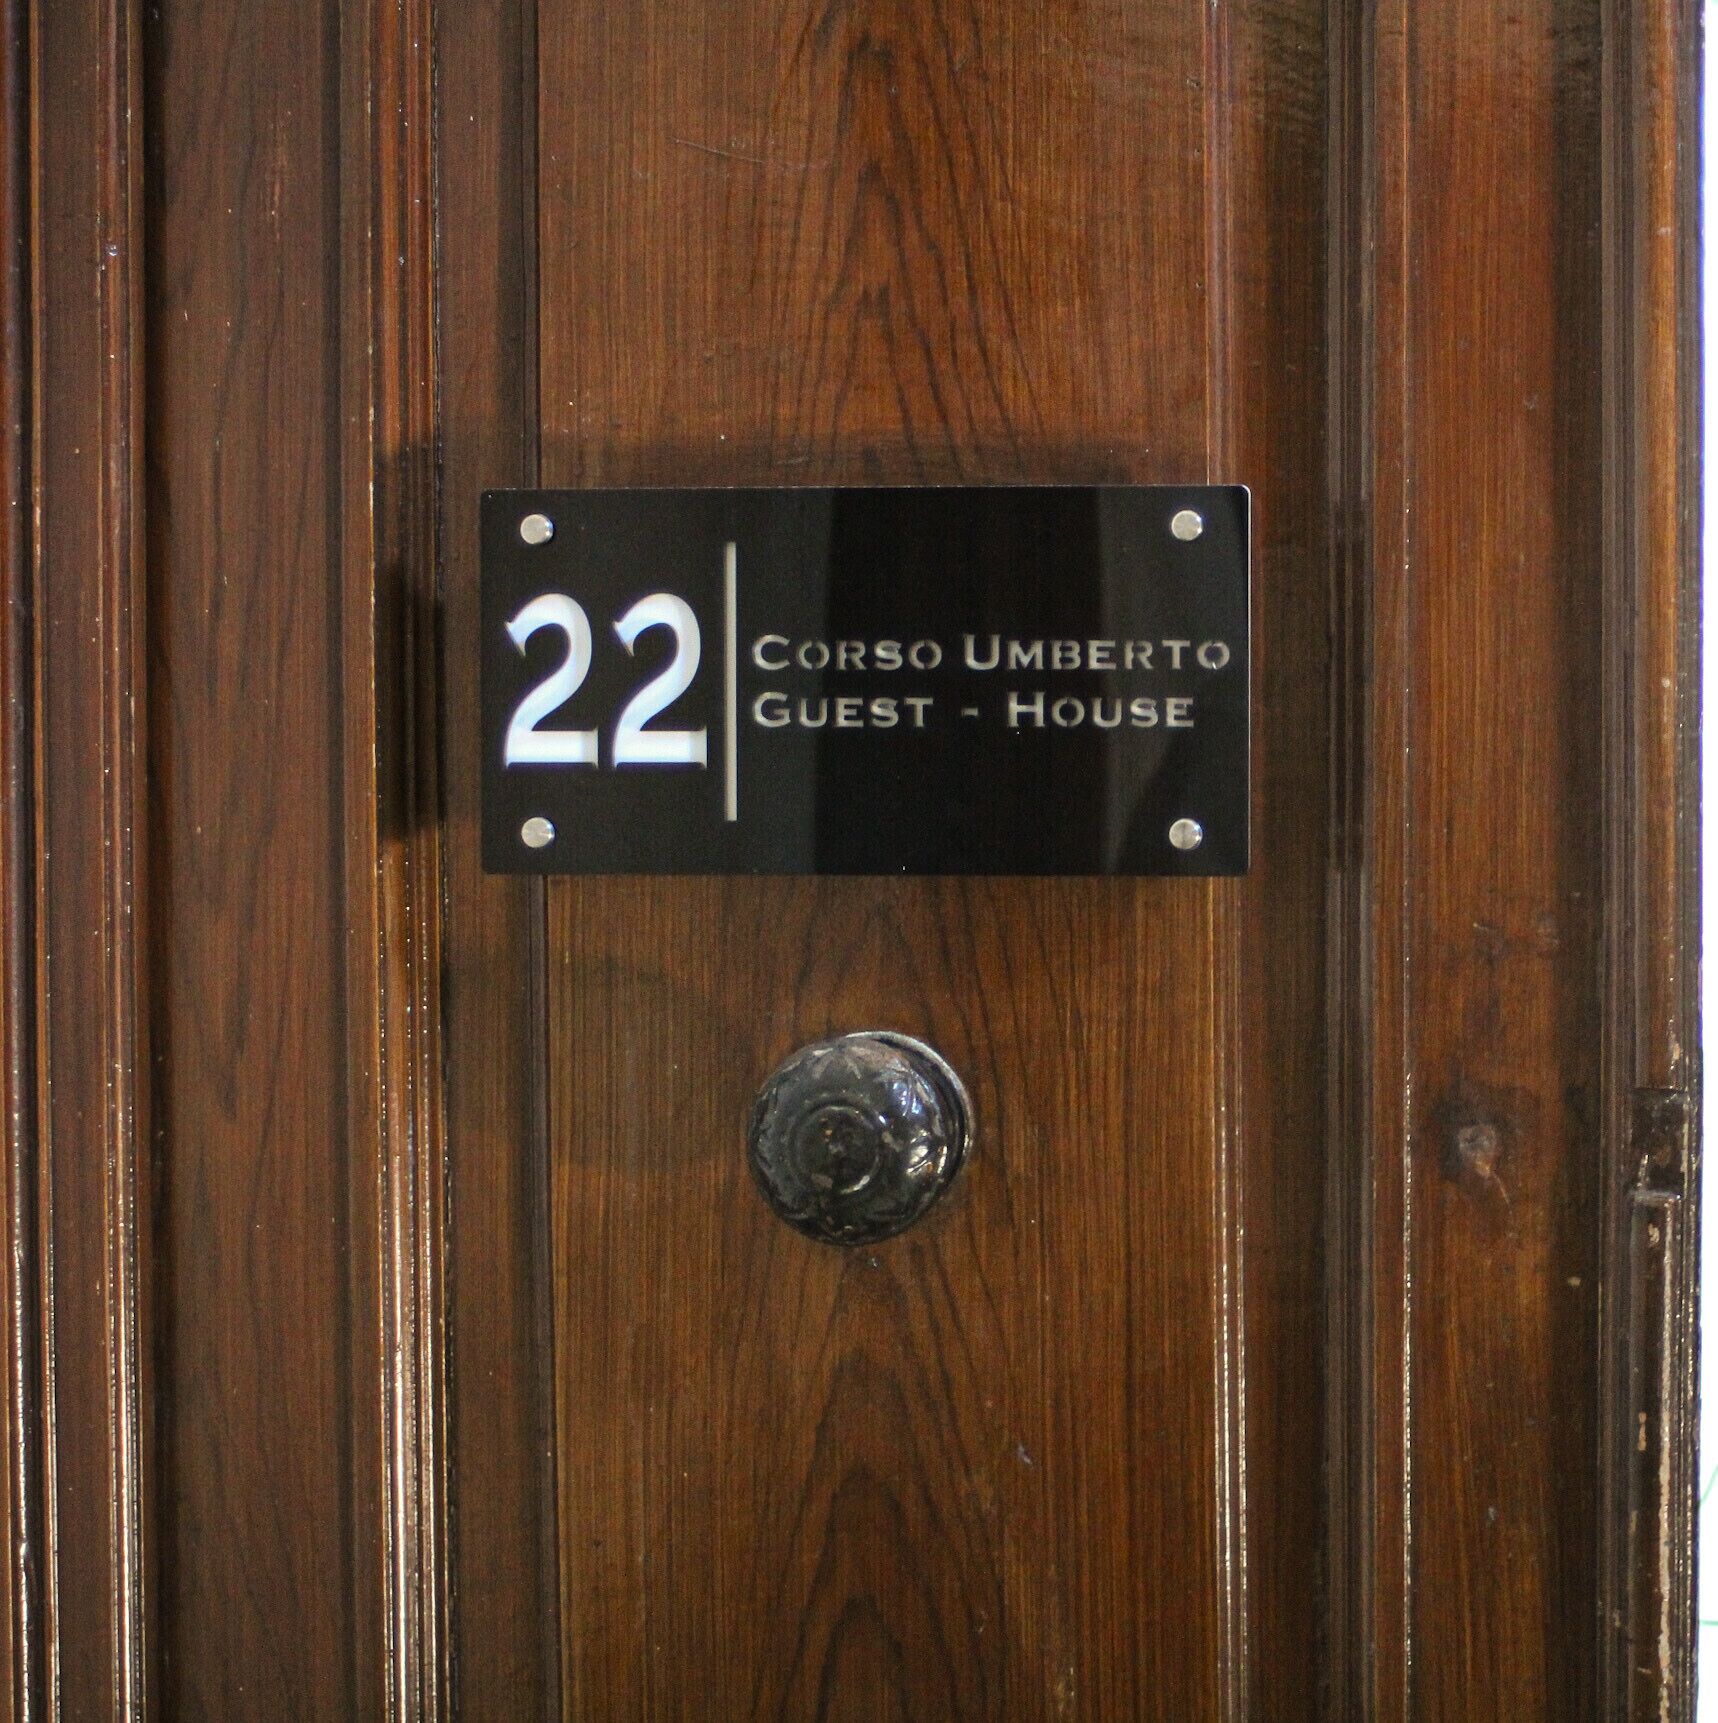 22
Corso Umberto
Guest - House